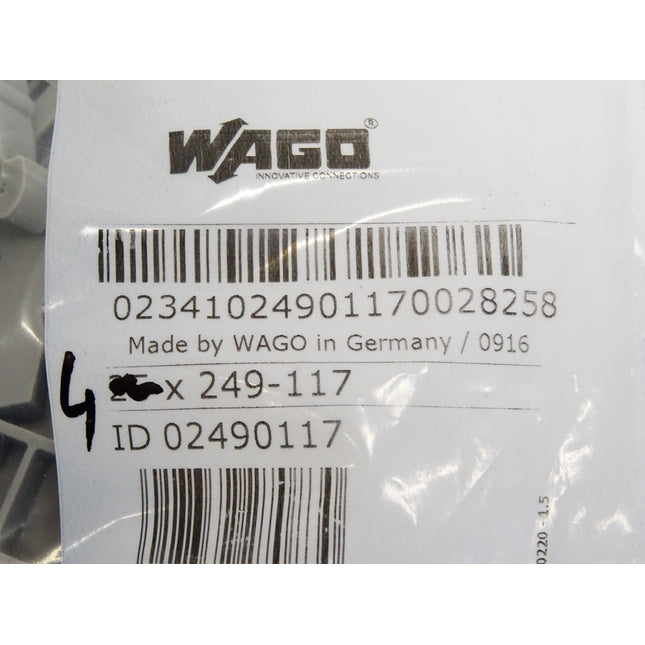 WAGO®
INNOVATIVE CONNECTIONS
02341024901170028258
Made by WAGO in Germany / 0916
4 x 249-117
ID 02490117
0220 - 1.5